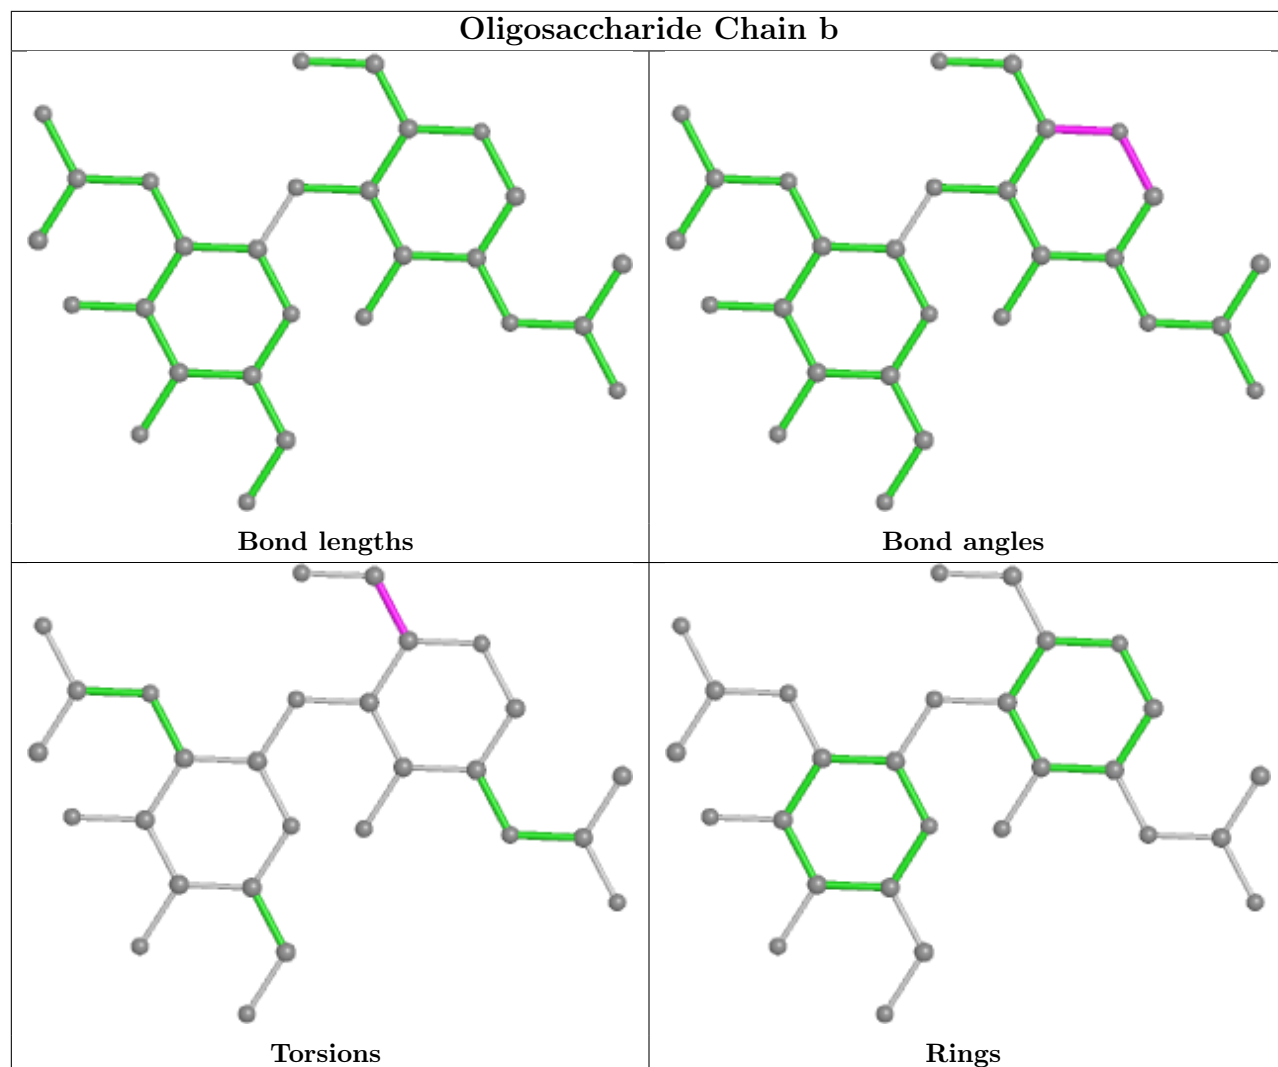 Oligosaccharide Chain b
Bond lengths
Bond angles
Torsions
Rings